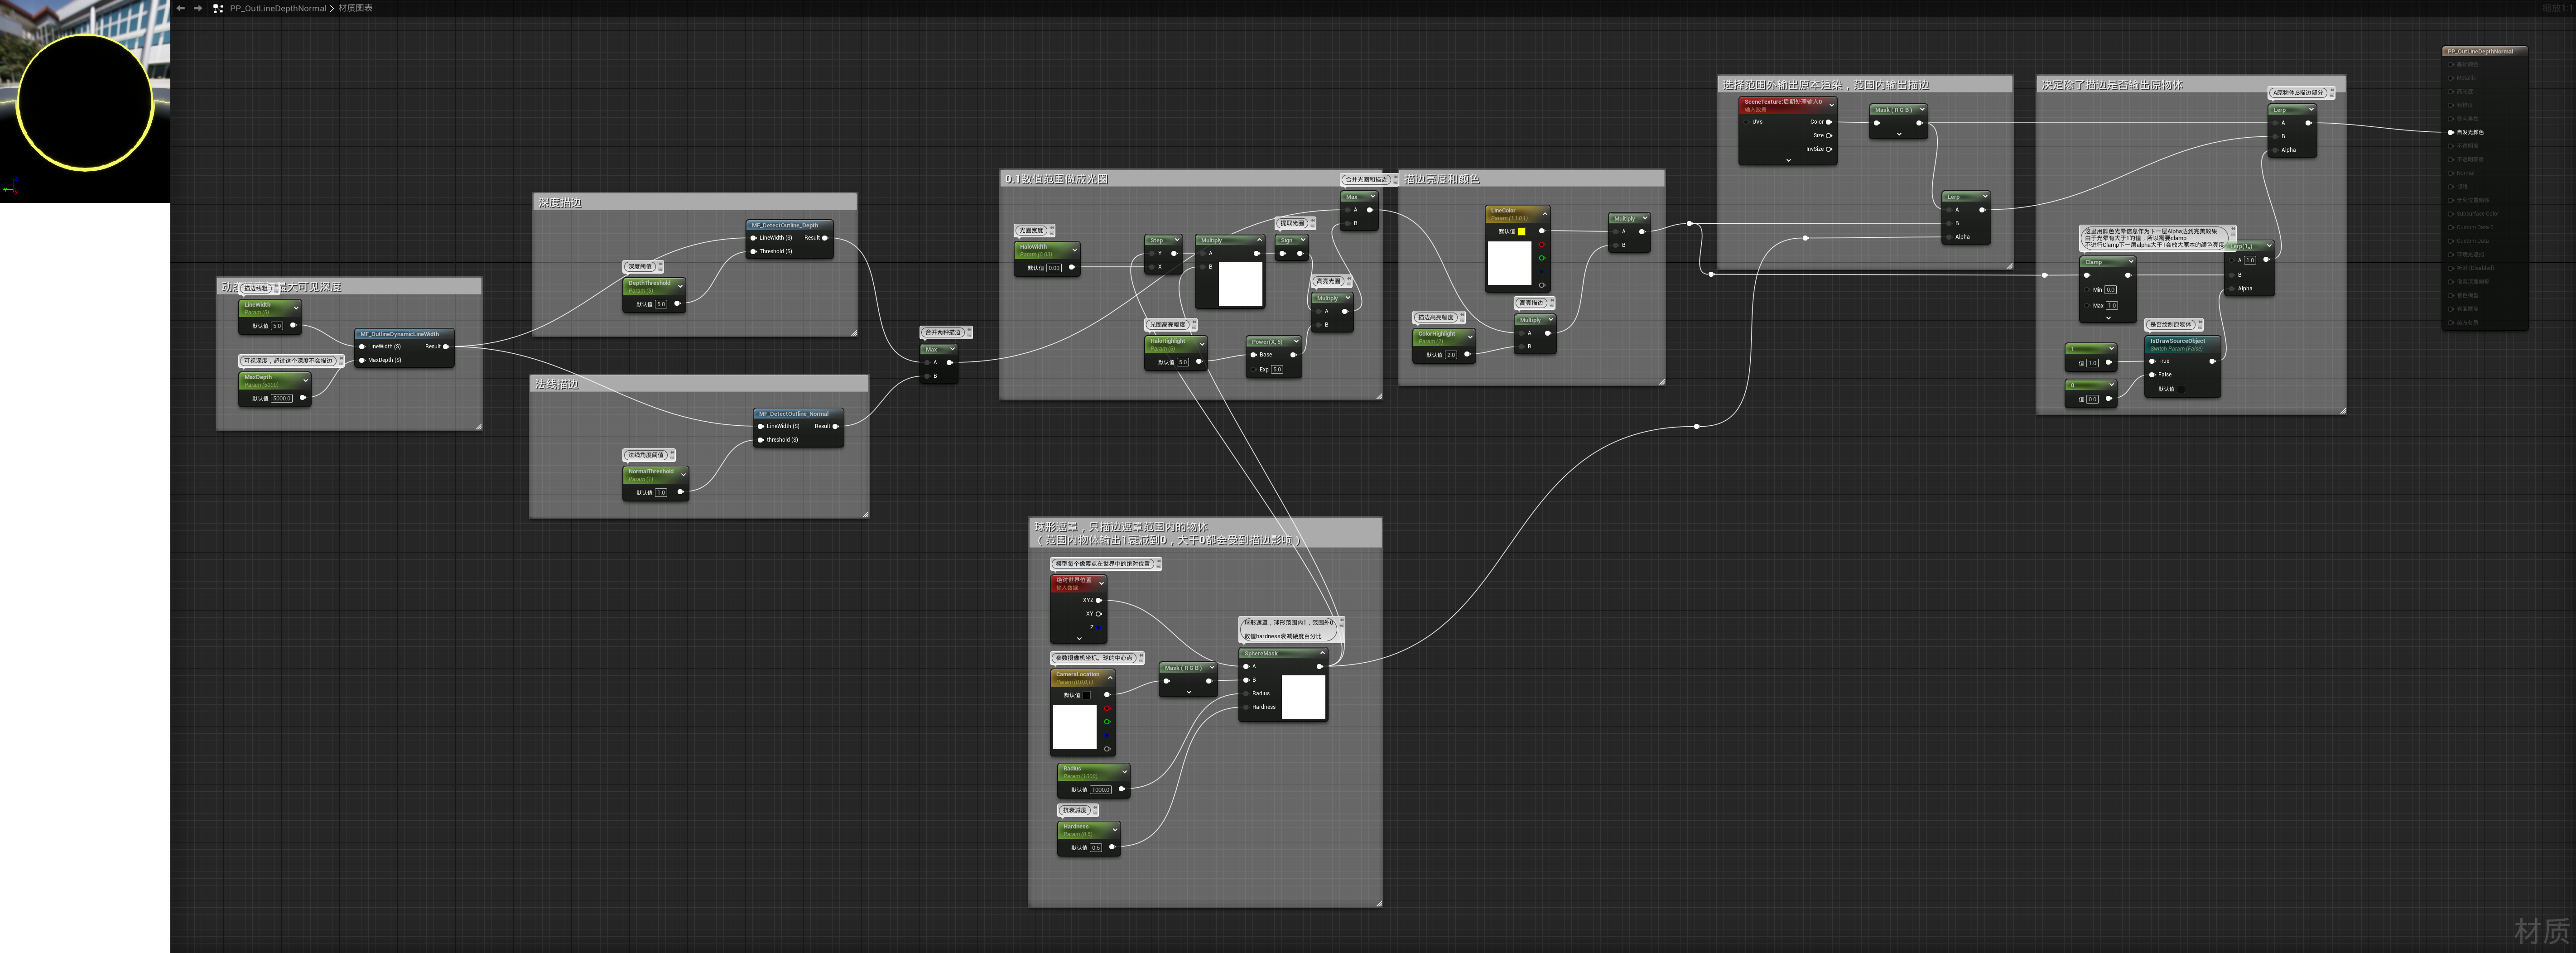 PP_OutLineDepthNormal
材质图表
缩放1:1
描边线粗
LineWidth
Param (5)
默认值 5.0
可视深度，超过这个深度不会描边
MaxDepth
Param (5000)
默认值 5000.0
MF_OutlineDynamicLineWidth
LineWidth (S)
MaxDepth (S)
Result
深度描边
深度阈值
DepthThreshold
Param (5)
默认值 5.0
MF_DetectOutline_Depth
LineWidth (S)
Threshold (S)
Result
法线描边
法线角度阈值
NormalThreshold
Param (1)
默认值 1.0
MF_DetectOutline_Normal
LineWidth (S)
threshold (S)
Result
合并两种描边
Max
A
B
0.1数值范围做成光圈
光圈宽度
HaloWidth
Param (0.03)
默认值 0.03
Step
Y
X
Multiply
A
B
提取光圈
Sign
光圈高亮幅度
HaloHighlight
Param (5)
默认值 5.0
Power(X, 5)
Base
Exp 5.0
高亮光圈
Multiply
A
B
合并光圈和描边
Max
A
B
描边亮度和颜色
LineColor
Param (1,1,0,1)
默认值
描边高亮幅度
ColorHighlight
Param (2)
默认值 2.0
高亮描边
Multiply
A
B
Multiply
A
B
球形遮罩，只描边遮罩范围内的物体
（ 范围内物体输出1衰减到0，大于0都会受到描边影响 ）
模型每个像素点在世界中的绝对位置
绝对世界位置
输入数据
XYZ
XY
Z
参数摄像机坐标。球的中心点
CameraLocation
Param (0,0,0,1)
默认值
Mask ( R G B )
Radius
Param (1000)
默认值 1000.0
抗衰减度
Hardness
Param (0.5)
默认值 0.5
球形遮罩，球形范围内1，范围外0
数值hardness衰减硬度百分比
SphereMask
A
B
Radius
Hardness
选择范围外输出原本渲染，范围内输出描边
SceneTexture:后期处理输入0
输入数据
UVs
Color
Size
InvSize
Mask ( R G B )
Lerp
A
B
Alpha
决定除了描边是否输出原物体
A原物体,B描边部分
Lerp
A
B
Alpha
这里用颜色光晕信息作为下一层Alpha达到完美效果
由于光晕有大于1的值，所以需要clamp
不进行Clamp下一层alpha大于1会放大原本的颜色亮度
Clamp
Min 0.0
Max 1.0
A 1.0
B
Alpha
是否绘制原物体
IsDrawSourceObject
Switch Param (False)
True
False
默认值
1
值 1.0
0
值 0.0
PP_OutLineDepthNormal
Metallic
自发光颜色
Normal
Subsurface Color
Custom Data 0
Custom Data 1
材质